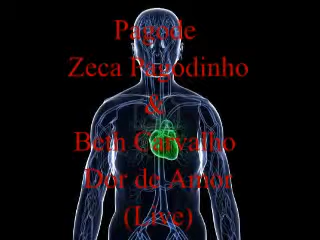 Pagode
Zeca Pagodinho
&
Beth Carvalho
Dor de Amor
(Live)